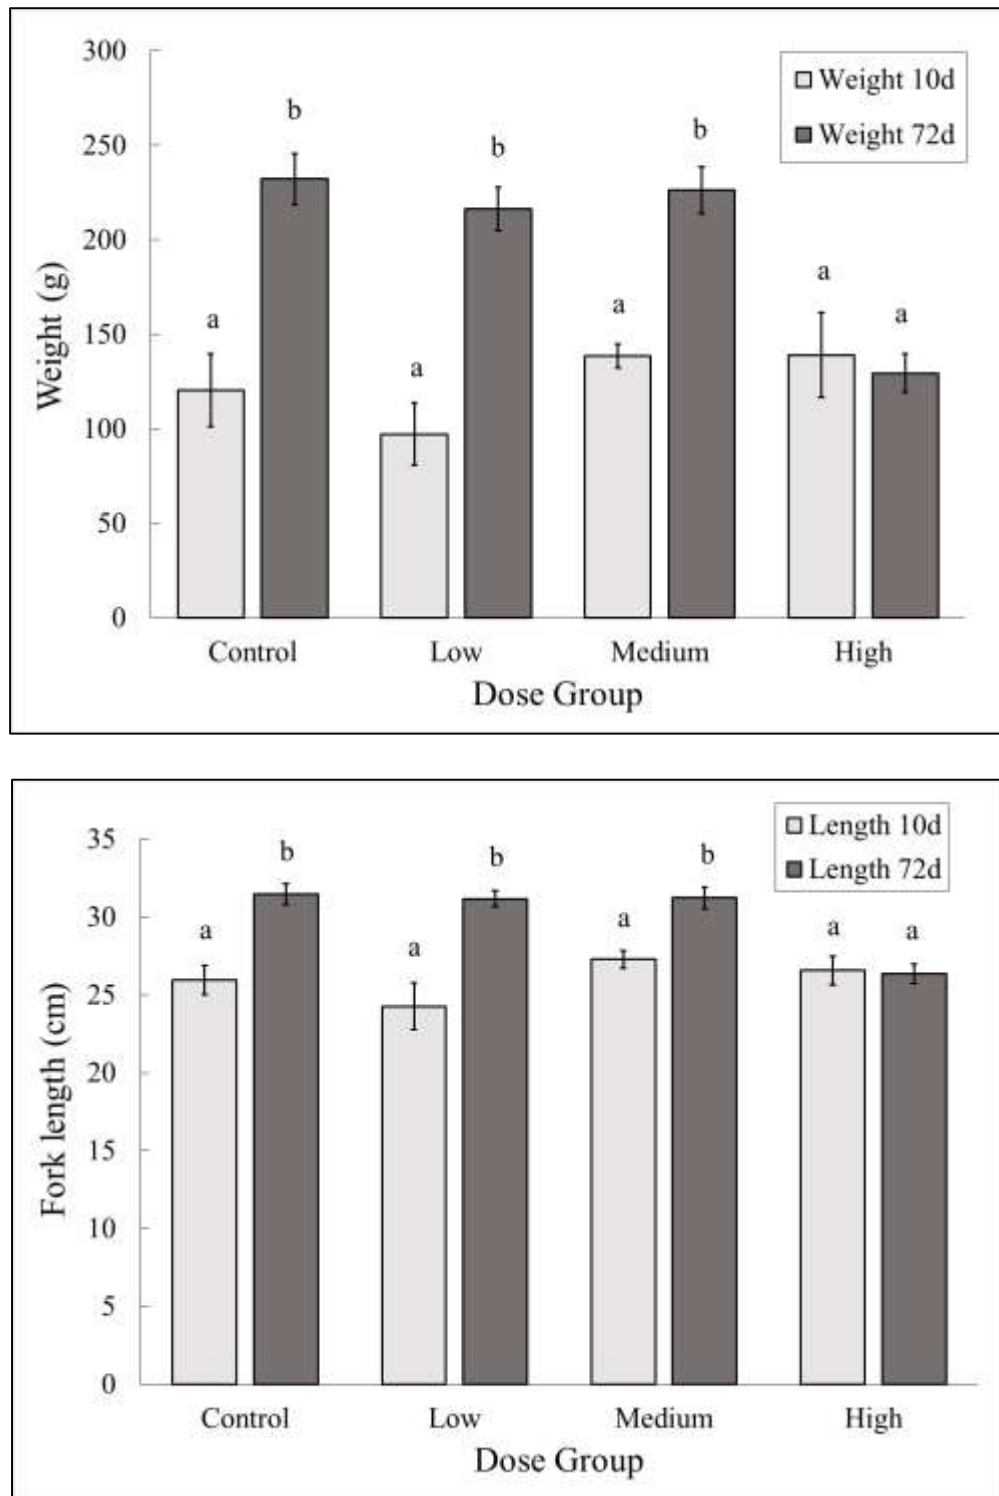 300
250
200
150
100
50
0
Weight (g)
Weight 10d
Weight 72d
a
b
a
b
a
b
a
a
Control
Low
Medium
High
Dose Group
35
30
25
20
15
10
5
0
Fork length (cm)
Length 10d
Length 72d
a
b
a
b
a
b
a
a
Control
Low
Medium
High
Dose Group